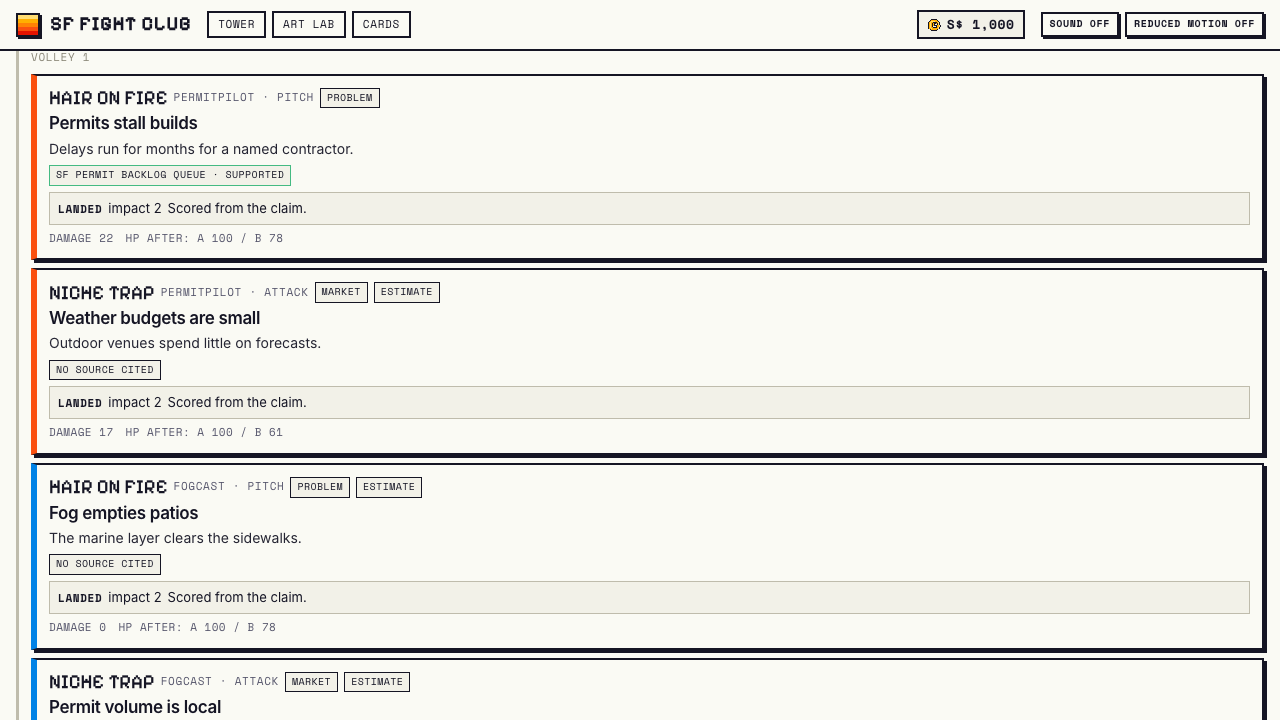 SF FIGHT CLUB
TOWER
ART LAB
CARDS
S$ 1,000
SOUND OFF
REDUCED MOTION OFF
VOLLEY 1
HAIR ON FIRE PERMITPILOT · PITCH PROBLEM
Permits stall builds
Delays run for months for a named contractor.
SF PERMIT BACKLOG QUEUE · SUPPORTED
LANDED impact 2 Scored from the claim.
DAMAGE 22 HP AFTER: A 100 / B 78
NICHE TRAP PERMITPILOT · ATTACK MARKET ESTIMATE
Weather budgets are small
Outdoor venues spend little on forecasts.
NO SOURCE CITED
LANDED impact 2 Scored from the claim.
DAMAGE 17 HP AFTER: A 100 / B 61
HAIR ON FIRE FOGCAST · PITCH PROBLEM ESTIMATE
Fog empties patios
The marine layer clears the sidewalks.
NO SOURCE CITED
LANDED impact 2 Scored from the claim.
DAMAGE 0 HP AFTER: A 100 / B 78
NICHE TRAP FOGCAST · ATTACK MARKET ESTIMATE
Permit volume is local